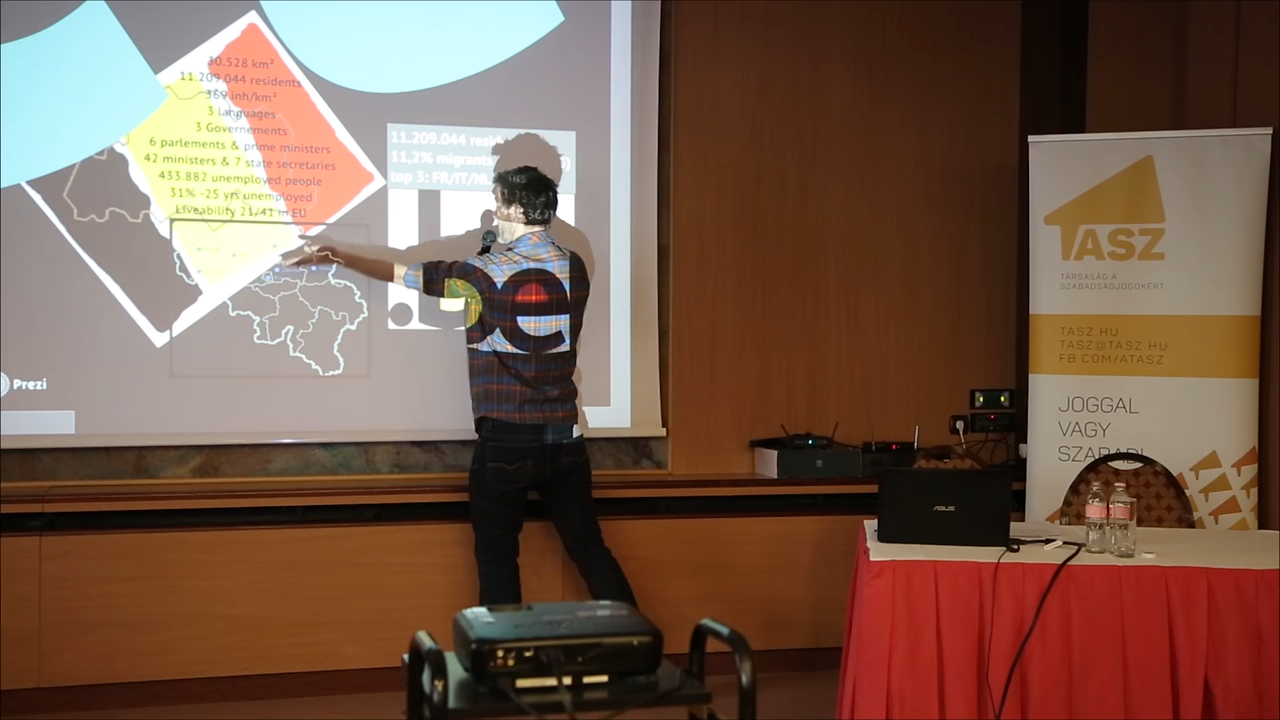 30.528 km²
11.209.044 residents
369 inh/km²
3 languages
3 Governements
6 parlements & prime ministers
42 ministers & 7 state secretaries
433.882 unemployed people
31% -25 yrs unemployed
Liveability 21/41 in EU
11.209.044
11,2% migrants
top 3: FR/IT/NL
be
Prezi
TASZ
TÁRSASÁG A
SZABADSÁGJOGOKÉRT
TASZ.HU
TASZ@TASZ.HU
FB.COM/ATASZ
JOGGAL
VAGY
SZABAD!
ASUS